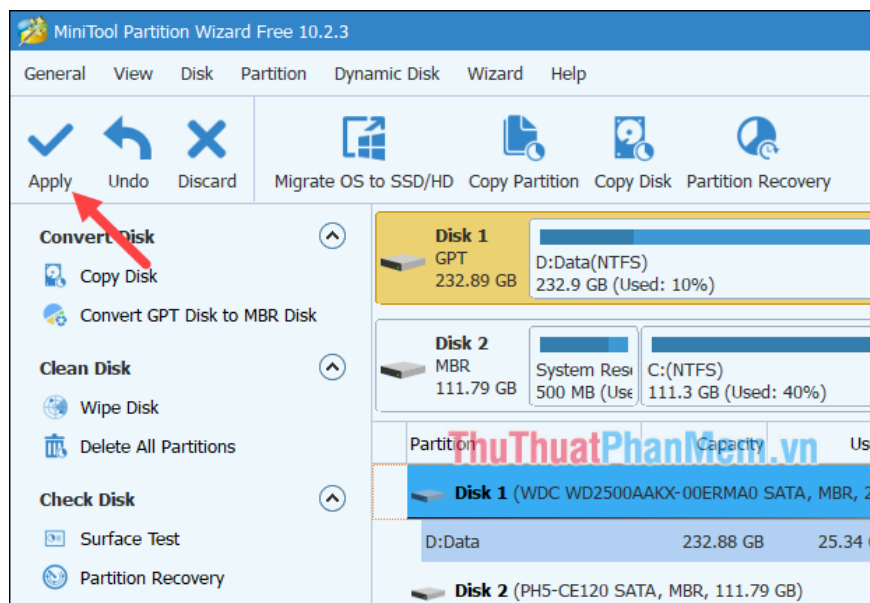 MiniTool Partition Wizard Free 10.2.3
General View Disk Partition Dynamic Disk Wizard Help
Apply Undo Discard Migrate OS to SSD/HD Copy Partition Copy Disk Partition Recovery
Convert Disk
Copy Disk
Convert GPT Disk to MBR Disk
Clean Disk
Wipe Disk
Delete All Partitions
Check Disk
Surface Test
Partition Recovery
Disk 1
GPT
232.89 GB
D:Data(NTFS)
232.9 GB (Used: 10%)
Disk 2
MBR
111.79 GB
System Rese
500 MB (Use
C:(NTFS)
111.3 GB (Used: 40%)
Partition Capacity Us
ThuThuatPhanMem.vn
Disk 1 (WDC WD2500AAKX-00ERMA0 SATA, MBR, 2
D:Data 232.88 GB 25.34
Disk 2 (PH5-CE120 SATA, MBR, 111.79 GB)